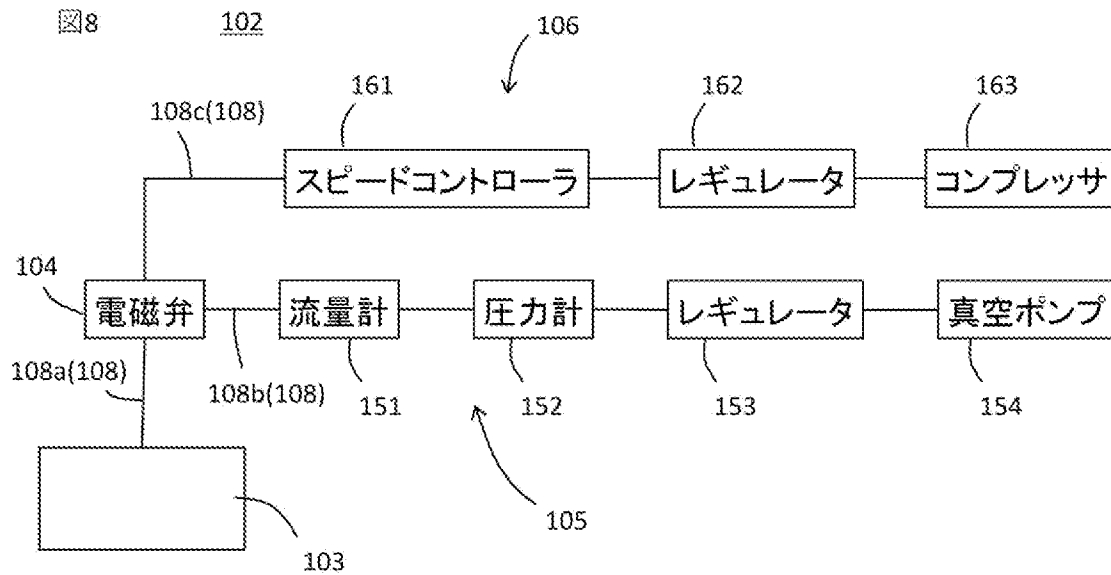 図8 102
106
161 162 163
108c(108)
スピードコントローラ レギュレータ コンプレッサ
104
電磁弁 流量計 圧力計 レギュレータ 真空ポンプ
108a(108) 108b(108) 151 152 153 154
105
103